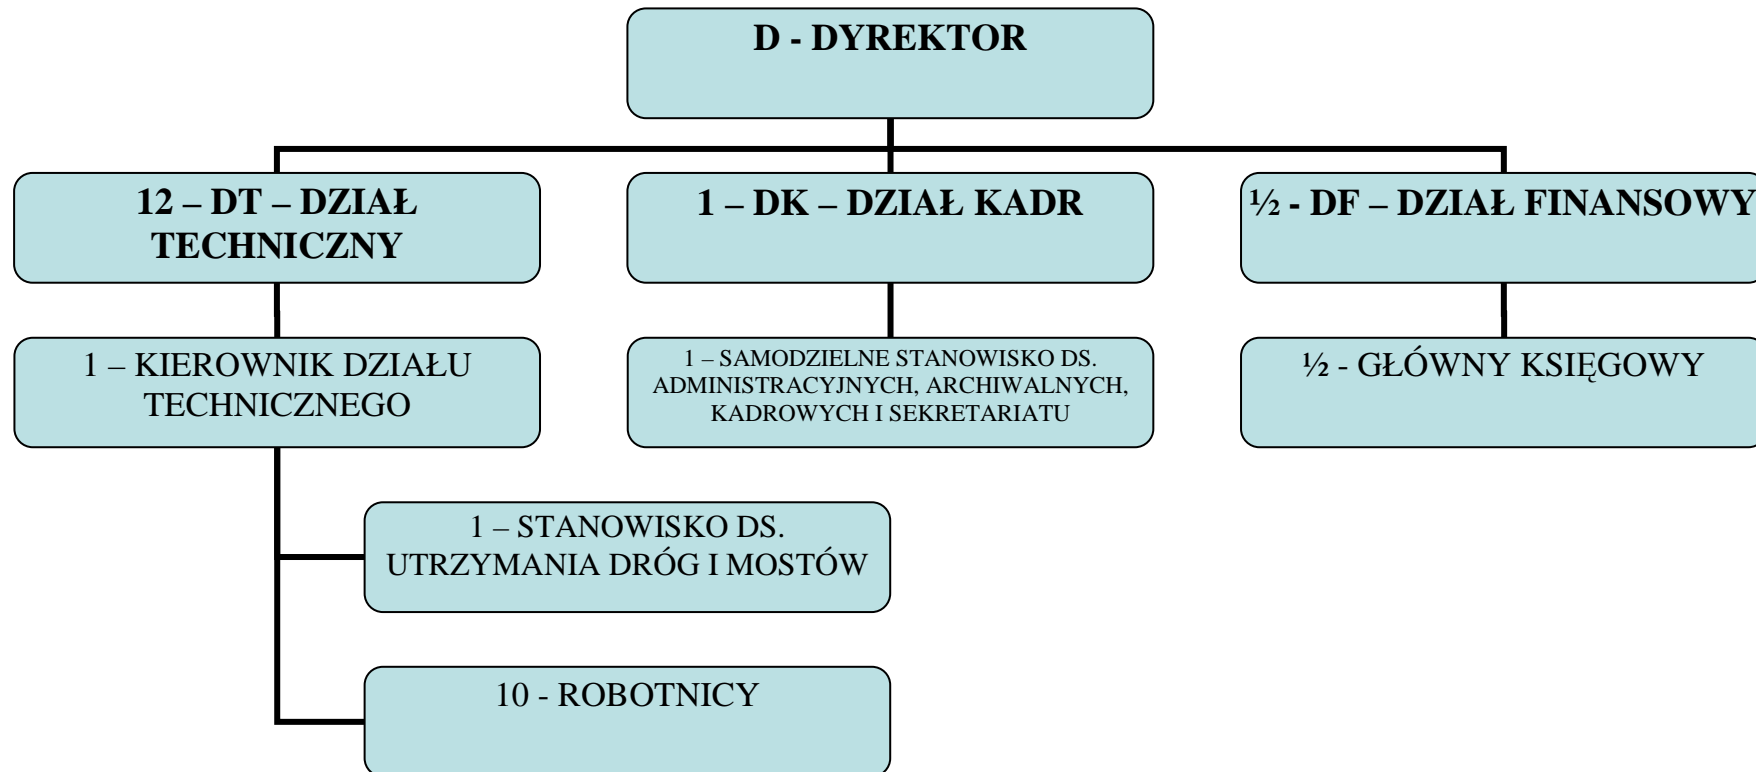 D - DYREKTOR
12 – DT – DZIAŁ
TECHNICZNY
1 – DK – DZIAŁ KADR
½ - DF – DZIAŁ FINANSOWY
1 – KIEROWNIK DZIAŁU
TECHNICZNEGO
1 – SAMODZIELNE STANOWISKO DS.
ADMINISTRACYJNYCH, ARCHIWALNYCH,
KADROWYCH I SEKRETARIATU
½ - GŁÓWNY KSIĘGOWY
1 – STANOWISKO DS.
UTRZYMANIA DRÓG I MOSTÓW
10 - ROBOTNICY